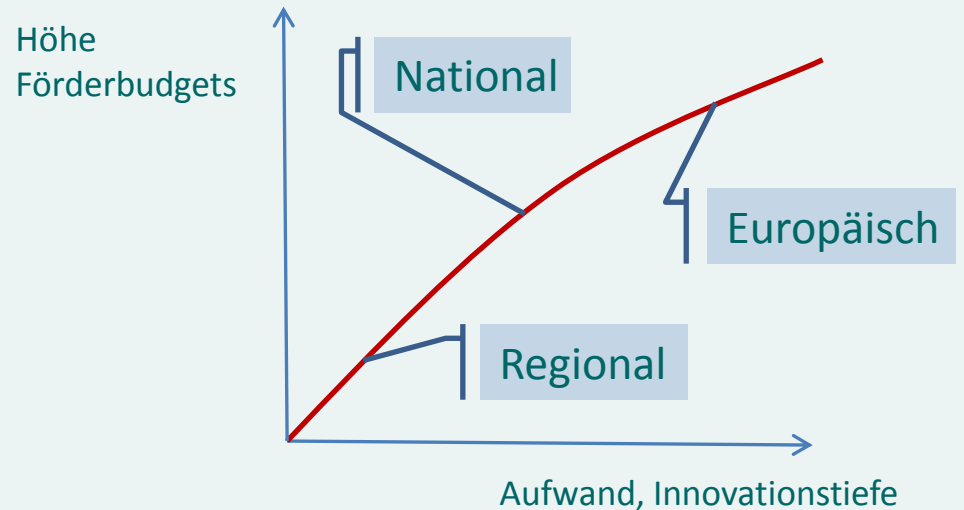 Höhe
Förderbudgets
National
Europäisch
Regional
Aufwand, Innovationstiefe